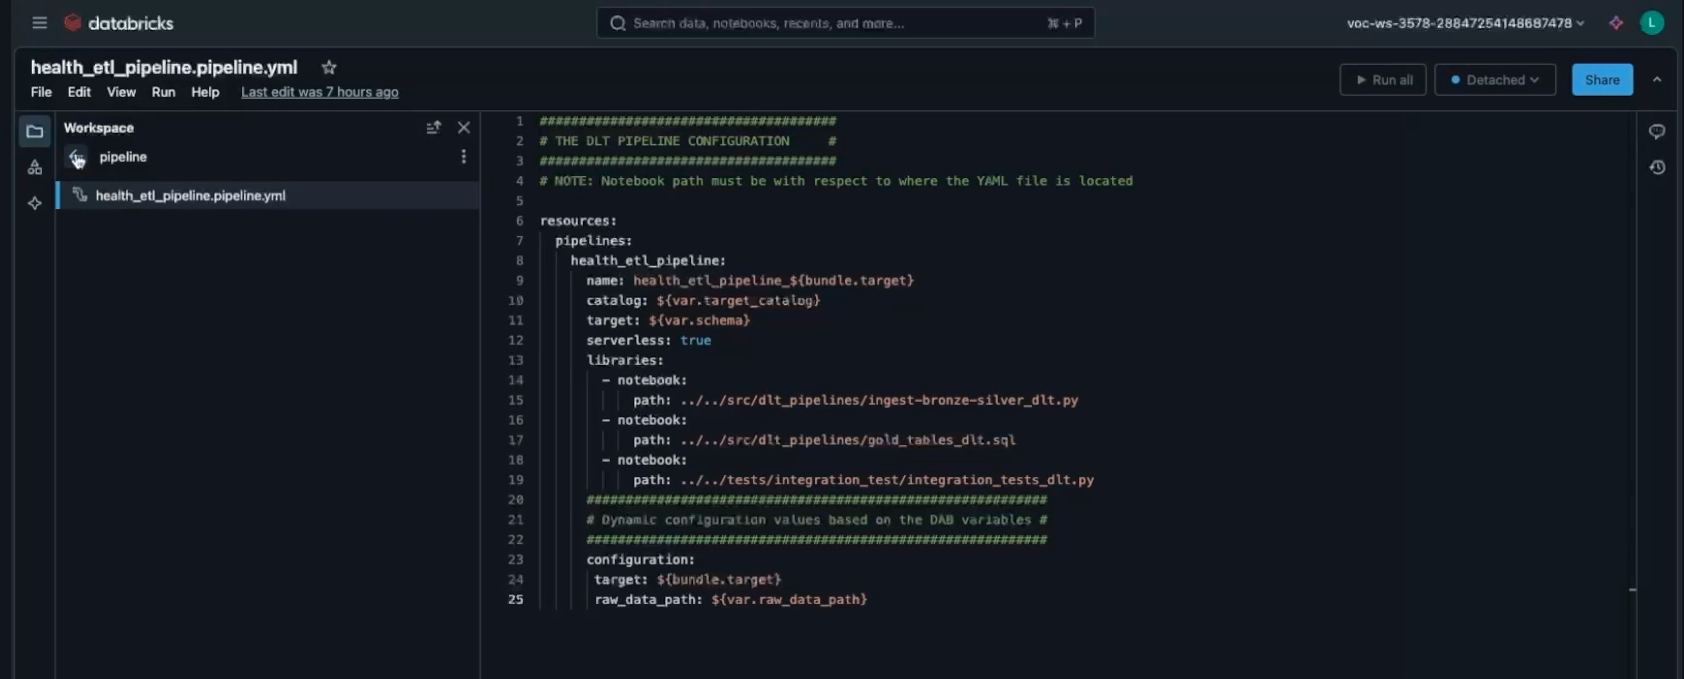 databricks
Search data, notebooks, recents, and more...
⌘ + P
voc-ws-3578-28847254148687478
L
health_etl_pipeline.pipeline.yml
File Edit View Run Help Last edit was 7 hours ago
Run all
Detached
Share
Workspace
pipeline
health_etl_pipeline.pipeline.yml
1 ######################################
2 # THE DLT PIPELINE CONFIGURATION     #
3 ######################################
4 # NOTE: Notebook path must be with respect to where the YAML file is located
5
6 resources:
7   pipelines:
8     health_etl_pipeline:
9       name: health_etl_pipeline_${bundle.target}
10       catalog: ${var.target_catalog}
11       target: ${var.schema}
12       serverless: true
13       libraries:
14         - notebook:
15             path: ../../src/dlt_pipelines/ingest-bronze-silver_dlt.py
16         - notebook:
17             path: ../../src/dlt_pipelines/gold_tables_dlt.sql
18         - notebook:
19             path: ../../tests/integration_test/integration_tests_dlt.py
20       ###########################################################
21       # Dynamic configuration values based on the DAB variables #
22       ###########################################################
23       configuration:
24        target: ${bundle.target}
25        raw_data_path: ${var.raw_data_path}